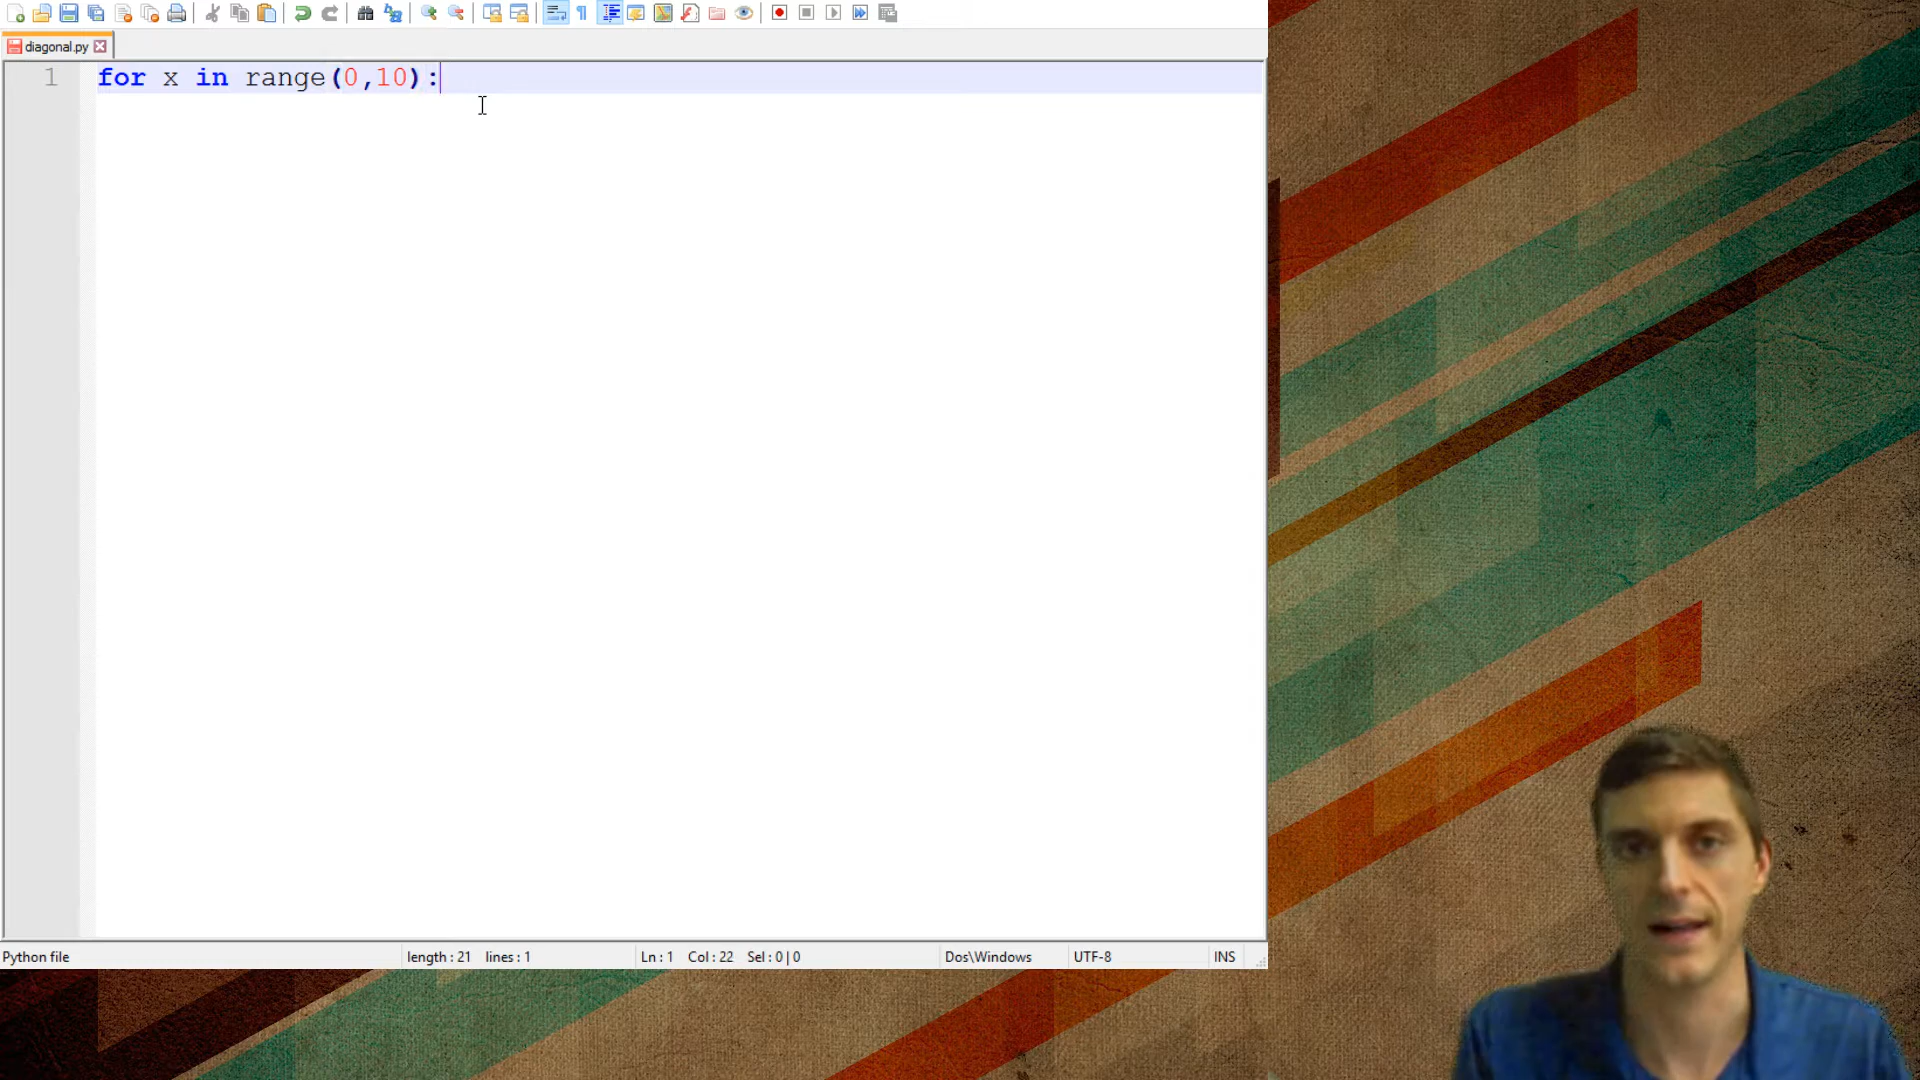 diagonal.py
1 for x in range(0,10):
Python file length : 21 lines : 1 Ln : 1 Col : 22 Sel : 0 | 0 Dos\Windows UTF-8 INS